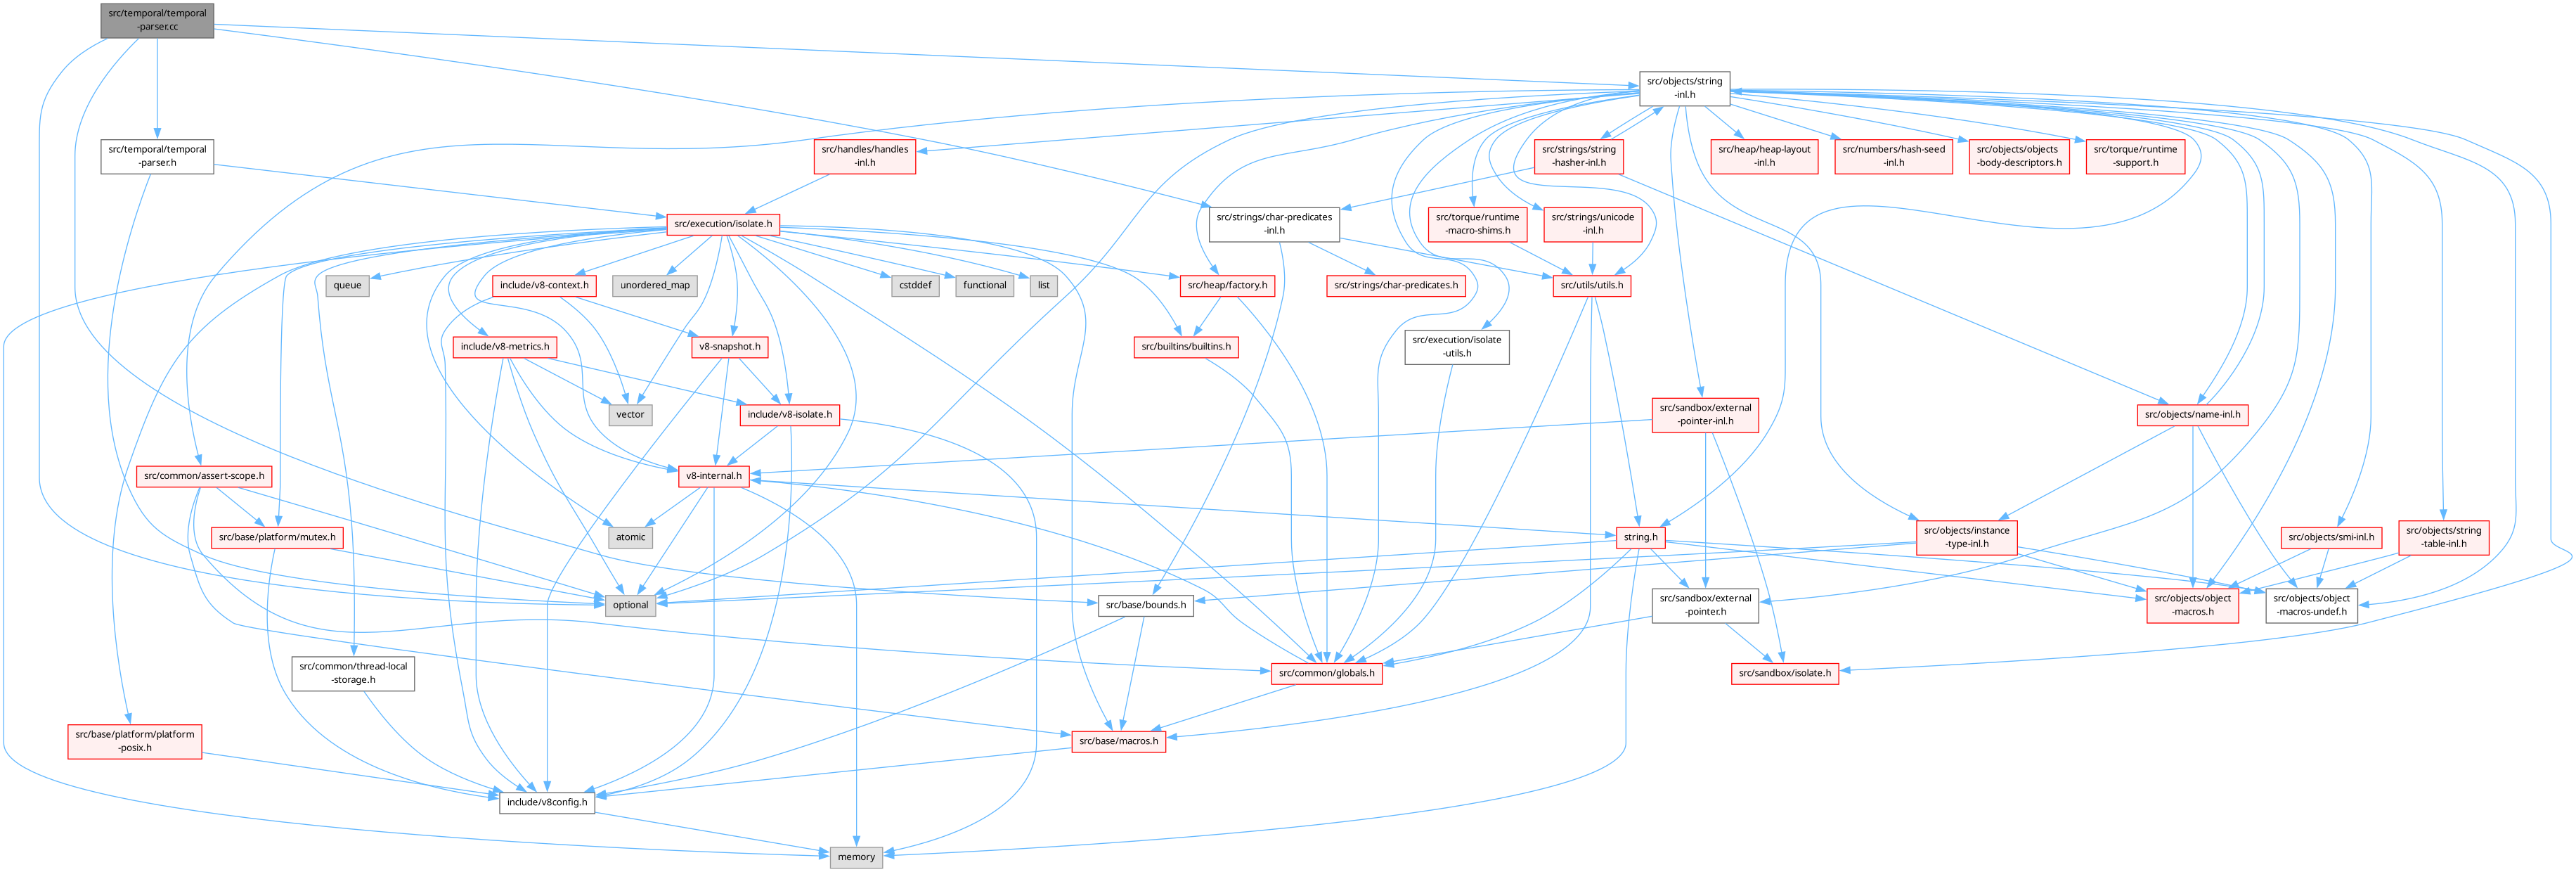 src/temporal/temporal
-parser.cc
src/objects/string
-inl.h
src/temporal/temporal
-parser.h
src/handles/handles
-inl.h
src/strings/string
-hasher-inl.h
src/heap/heap-layout
-inl.h
src/numbers/hash-seed
-inl.h
src/objects/objects
-body-descriptors.h
src/torque/runtime
-support.h
src/execution/isolate.h
src/strings/char-predicates
-inl.h
src/torque/runtime
-macro-shims.h
src/strings/unicode
-inl.h
queue
include/v8-context.h
unordered_map
cstddef
functional
list
src/heap/factory.h
src/strings/char-predicates.h
src/utils/utils.h
include/v8-metrics.h
v8-snapshot.h
src/builtins/builtins.h
src/execution/isolate
-utils.h
vector
include/v8-isolate.h
src/sandbox/external
-pointer-inl.h
src/objects/name-inl.h
src/common/assert-scope.h
v8-internal.h
src/base/platform/mutex.h
atomic
string.h
src/objects/instance
-type-inl.h
src/objects/smi-inl.h
src/objects/string
-table-inl.h
optional
src/base/bounds.h
src/sandbox/external
-pointer.h
src/objects/object
-macros.h
src/objects/object
-macros-undef.h
src/common/thread-local
-storage.h
src/common/globals.h
src/sandbox/isolate.h
src/base/platform/platform
-posix.h
src/base/macros.h
include/v8config.h
memory